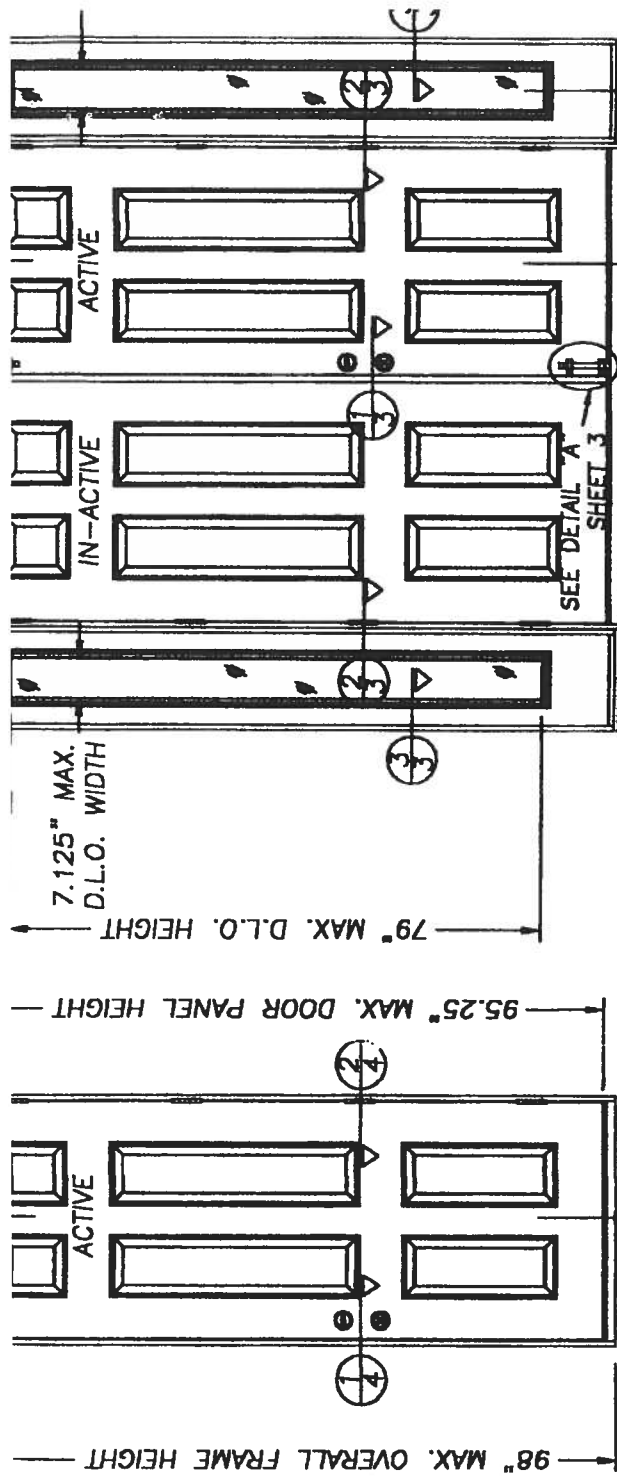 2
3
ACTIVE
1
3
IN-ACTIVE
SEE DETAIL "A"
SHEET 3
2
3
3
3
7.125" MAX.
D.L.O. WIDTH
79" MAX. D.L.O. HEIGHT
95.25" MAX. DOOR PANEL HEIGHT
2
4
ACTIVE
1
4
98" MAX. OVERALL FRAME HEIGHT